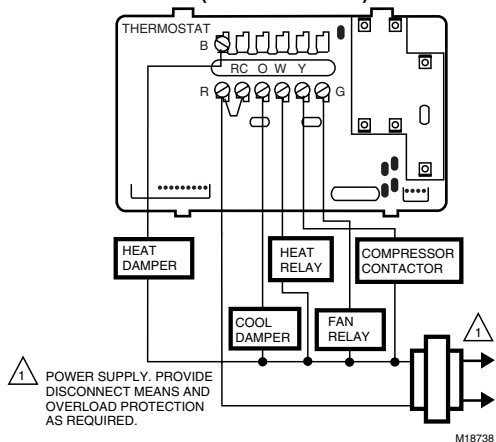 THERMOSTAT
B
RC O W Y
R G
HEAT
DAMPER
HEAT
RELAY
COMPRESSOR
CONTACTOR
COOL
DAMPER
FAN
RELAY
1
1 POWER SUPPLY. PROVIDE
DISCONNECT MEANS AND
OVERLOAD PROTECTION
AS REQUIRED.
M18738